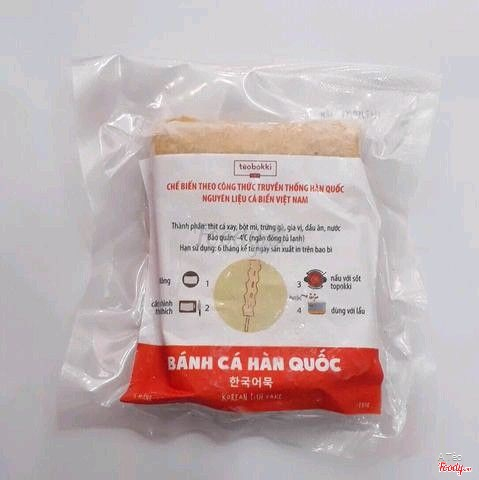 teobokki
CHẾ BIẾN THEO CÔNG THỨC TRUYỀN THỐNG HÀN QUỐC
NGUYÊN LIỆU CÁ BIỂN VIỆT NAM
Thành phần: thịt cá xay, bột mì, trứng gà, gia vị, dầu ăn, nước
Bảo quản: -4℃ (ngăn đông tủ lạnh)
Hạn sử dụng: 6 tháng kể từ ngày sản xuất in trên bao bì
1
2
3 nấu với sốt
topokki
4 dùng với lẩu
BÁNH CÁ HÀN QUỐC
한국어묵
KOREAN FISH CAKE
Foody.vn